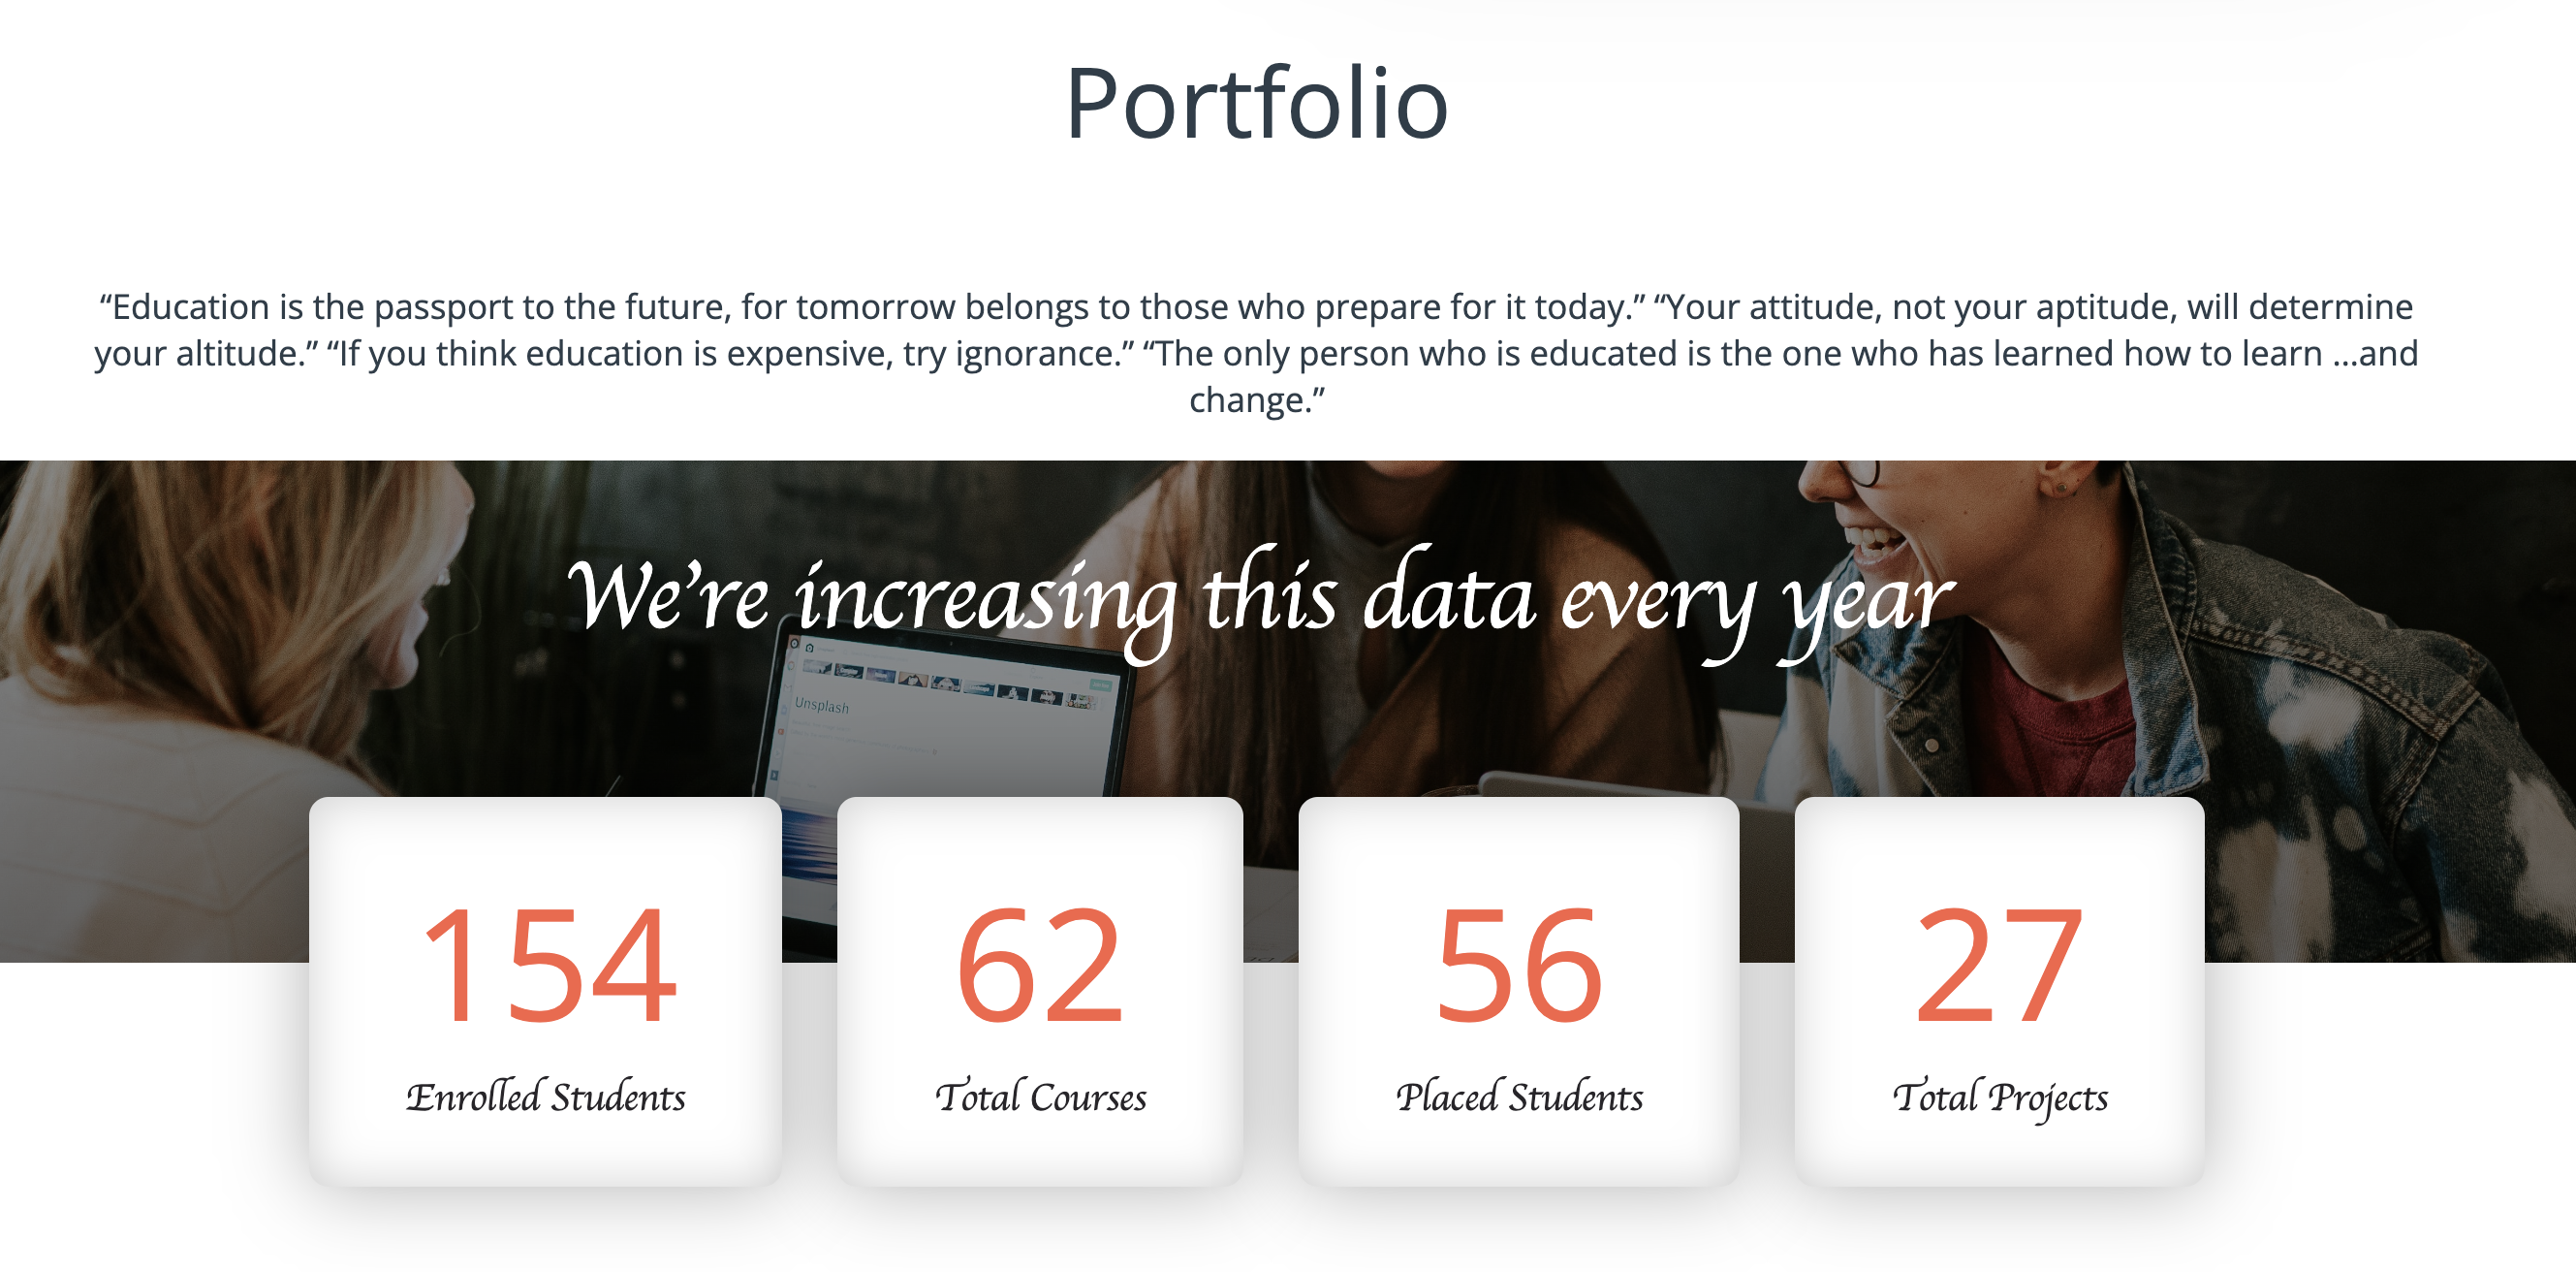 Portfolio
“Education is the passport to the future, for tomorrow belongs to those who prepare for it today.” “Your attitude, not your aptitude, will determine
your altitude.” “If you think education is expensive, try ignorance.” “The only person who is educated is the one who has learned how to learn ...and
change.”
We’re increasing this data every year
Unsplash
154
Enrolled Students
62
Total Courses
56
Placed Students
27
Total Projects